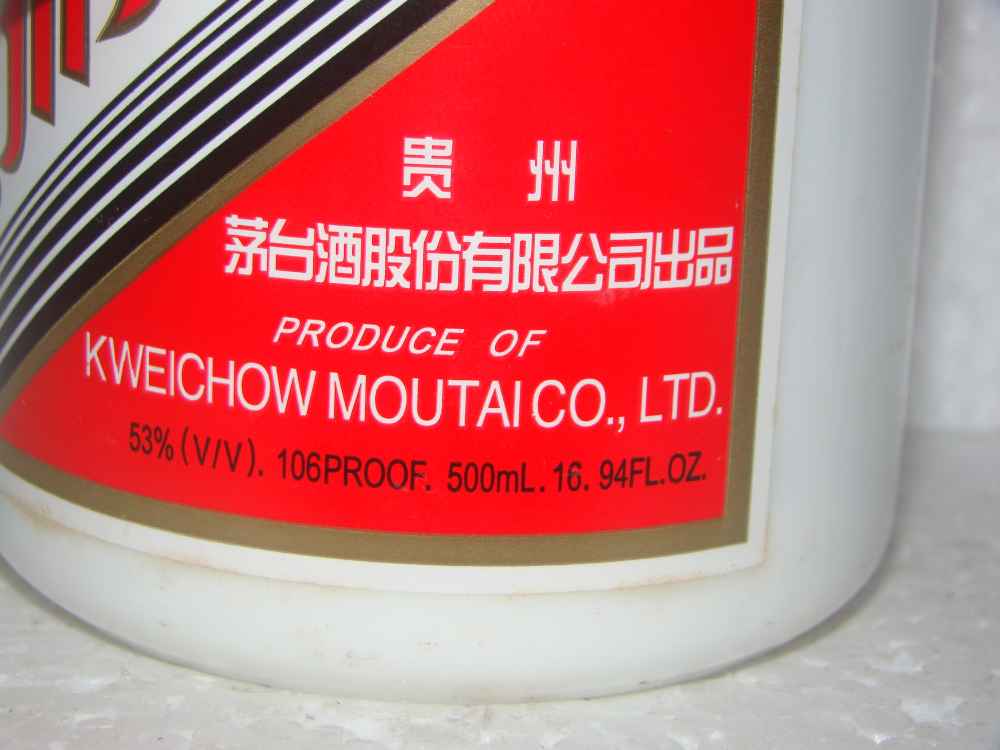 贵 州
茅台酒股份有限公司出品
PRODUCE OF
KWEICHOW MOUTAI CO., LTD.
53% (V/V). 106PROOF. 500mL. 16. 94FL.OZ.